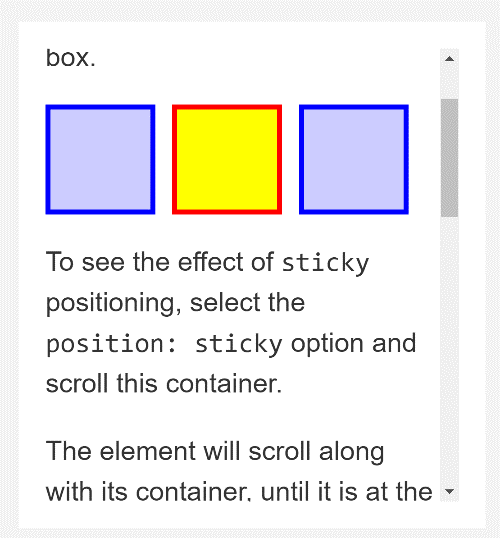 box.
To see the effect of sticky
positioning, select the
position: sticky option and
scroll this container.
The element will scroll along
with its container, until it is at the